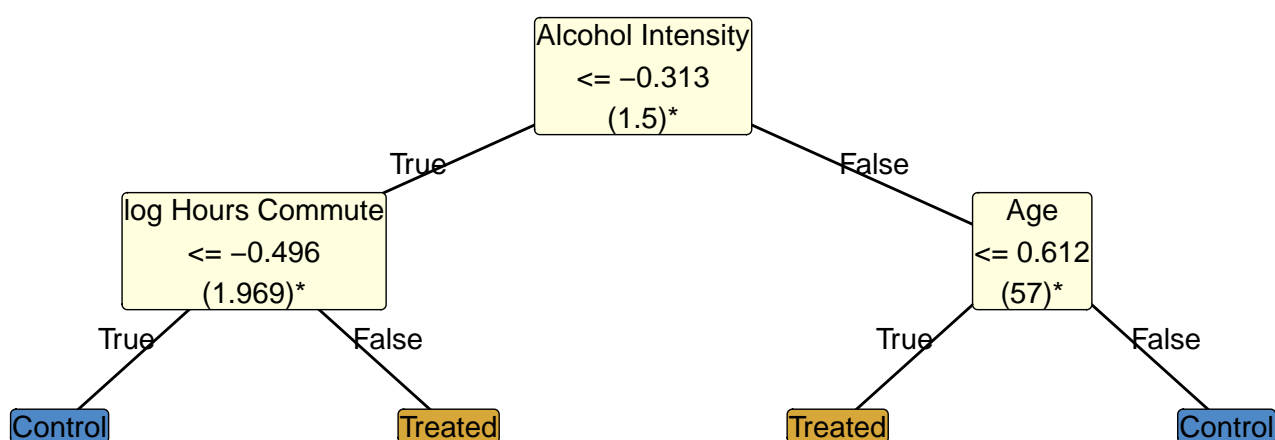 Alcohol Intensity
<= −0.313
(1.5)*
True
False
log Hours Commute
<= −0.496
(1.969)*
Age
<= 0.612
(57)*
True
False
True
False
Control
Treated
Treated
Control